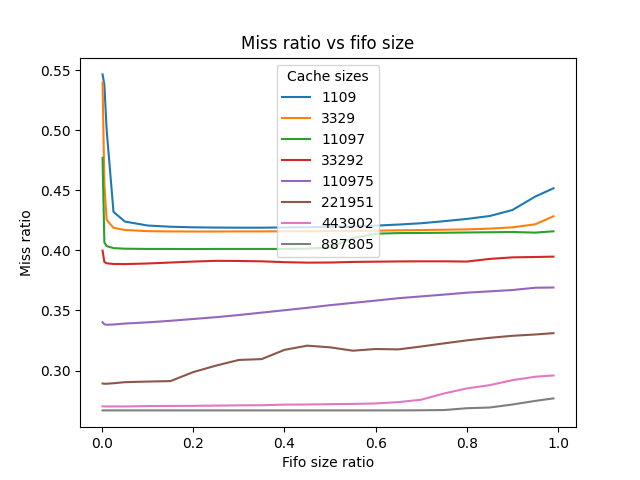 Miss ratio vs fifo size
Miss ratio
0.55
0.50
0.45
0.40
0.35
0.30
Cache sizes
1109
3329
11097
33292
110975
221951
443902
887805
0.0 0.2 0.4 0.6 0.8 1.0
Fifo size ratio